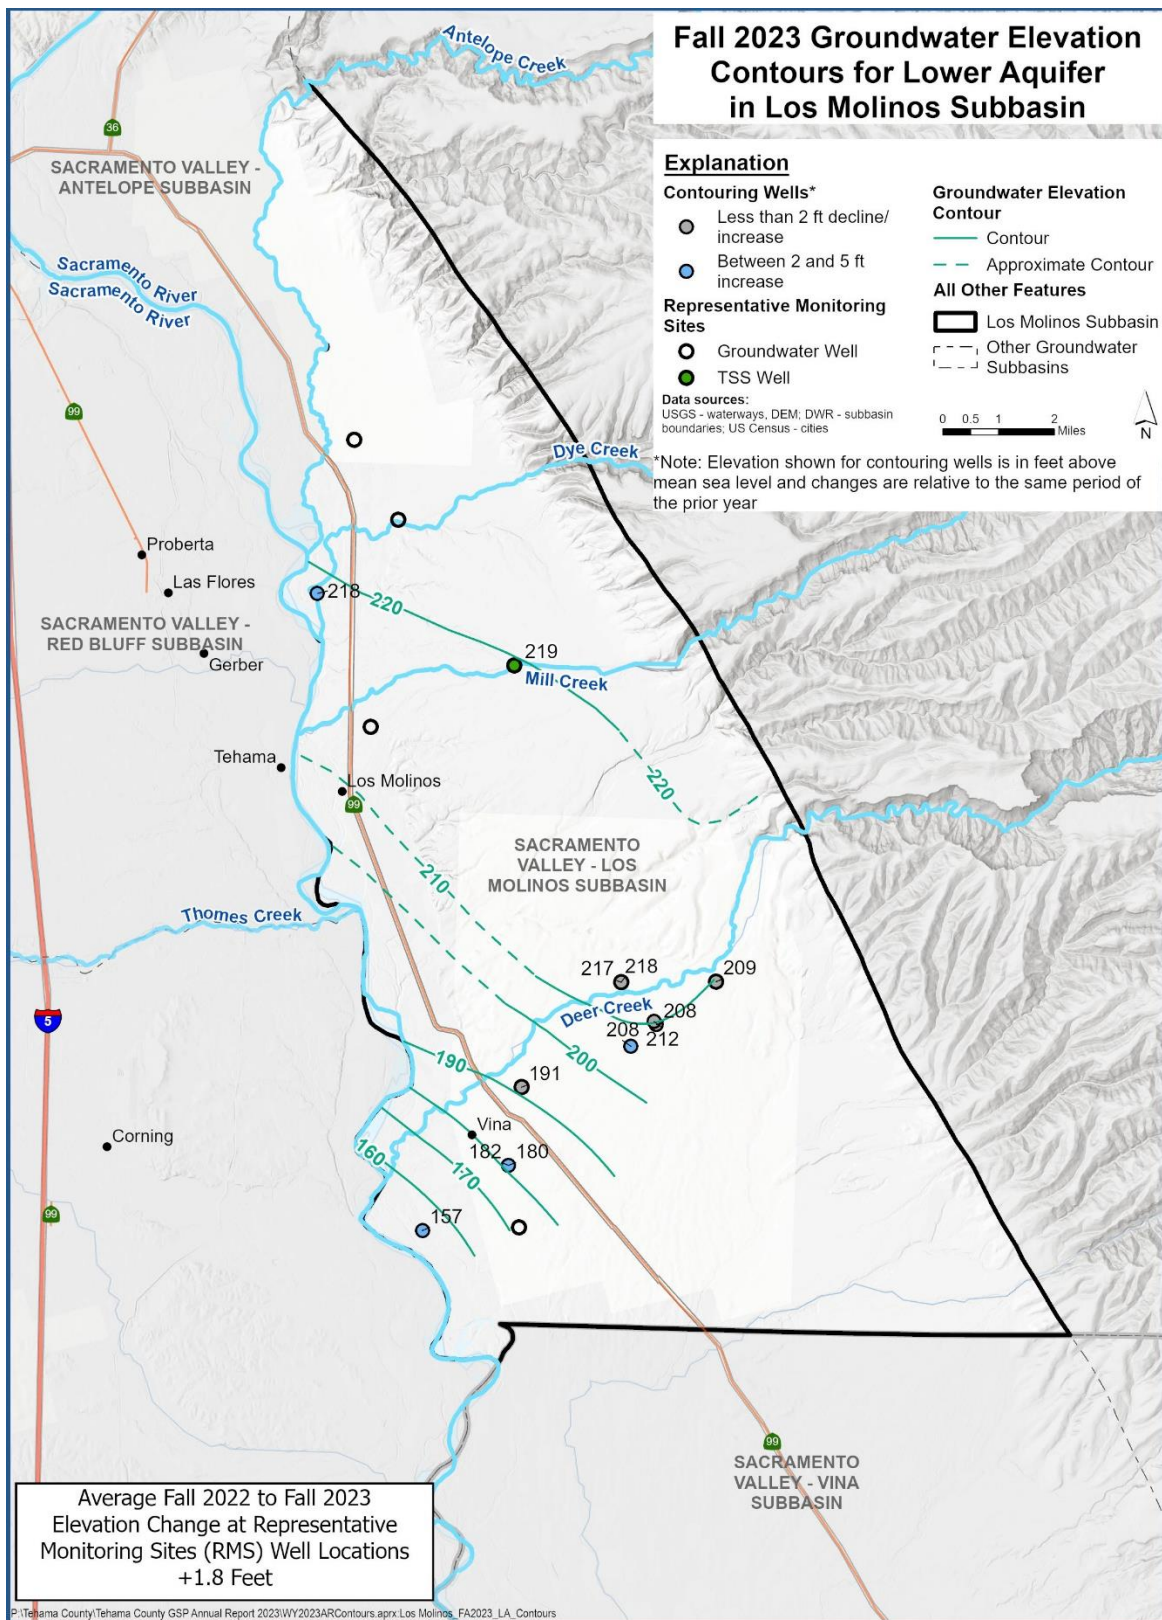 Fall 2023 Groundwater Elevation
Contours for Lower Aquifer
in Los Molinos Subbasin
Explanation
Contouring Wells*
Less than 2 ft decline/
increase
Between 2 and 5 ft
increase
Representative Monitoring
Sites
Groundwater Well
TSS Well
Data sources:
USGS - waterways, DEM; DWR - subbasin
boundaries; US Census - cities
Groundwater Elevation
Contour
Contour
Approximate Contour
All Other Features
Los Molinos Subbasin
Other Groundwater
Subbasins
0 0.5 1 2
Miles
N
*Note: Elevation shown for contouring wells is in feet above
mean sea level and changes are relative to the same period of
the prior year
Antelope Creek
36
SACRAMENTO VALLEY -
ANTELOPE SUBBASIN
Sacramento River
Sacramento River
99
Dye Creek
Proberta
Las Flores
218
220
SACRAMENTO VALLEY -
RED BLUFF SUBBASIN
Gerber
219
Mill Creek
Tehama
Los Molinos
99
220
SACRAMENTO
VALLEY - LOS
MOLINOS SUBBASIN
210
Thomes Creek
217
218
209
5
Deer Creek
208
208
212
200
190
191
Corning
Vina
182
180
160
170
99
157
99
SACRAMENTO
VALLEY - VINA
SUBBASIN
Average Fall 2022 to Fall 2023
Elevation Change at Representative
Monitoring Sites (RMS) Well Locations
+1.8 Feet
P:\Tehama County\Tehama County GSP Annual Report 2023\WY2023ARContours.aprx:Los Molinos_FA2023_LA_Contours